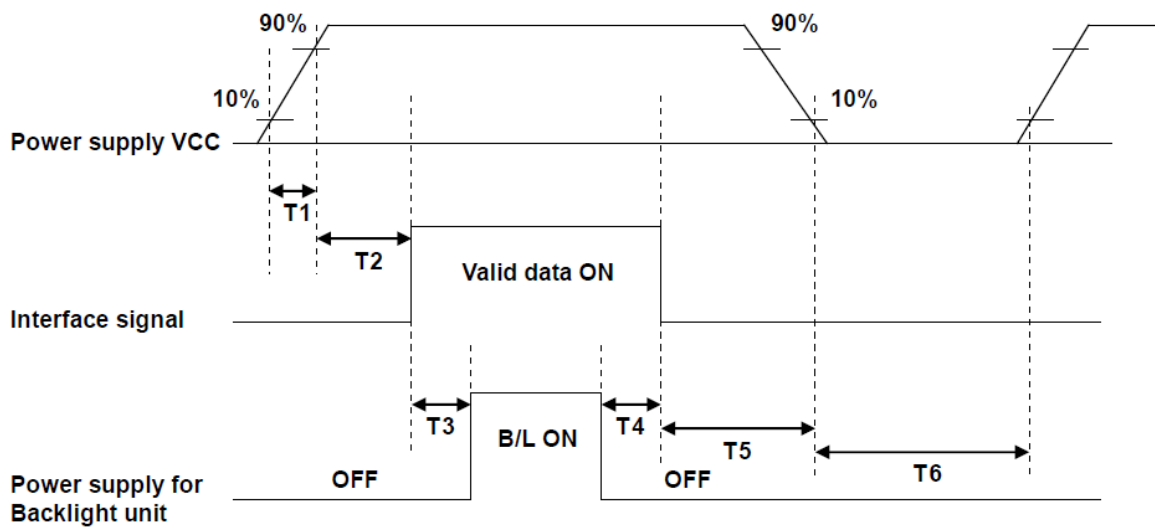 90%
90%
10%
10%
Power supply VCC
T1
T2
Valid data ON
Interface signal
T3
B/L ON
T4
T5
T6
OFF
OFF
Power supply for
Backlight unit